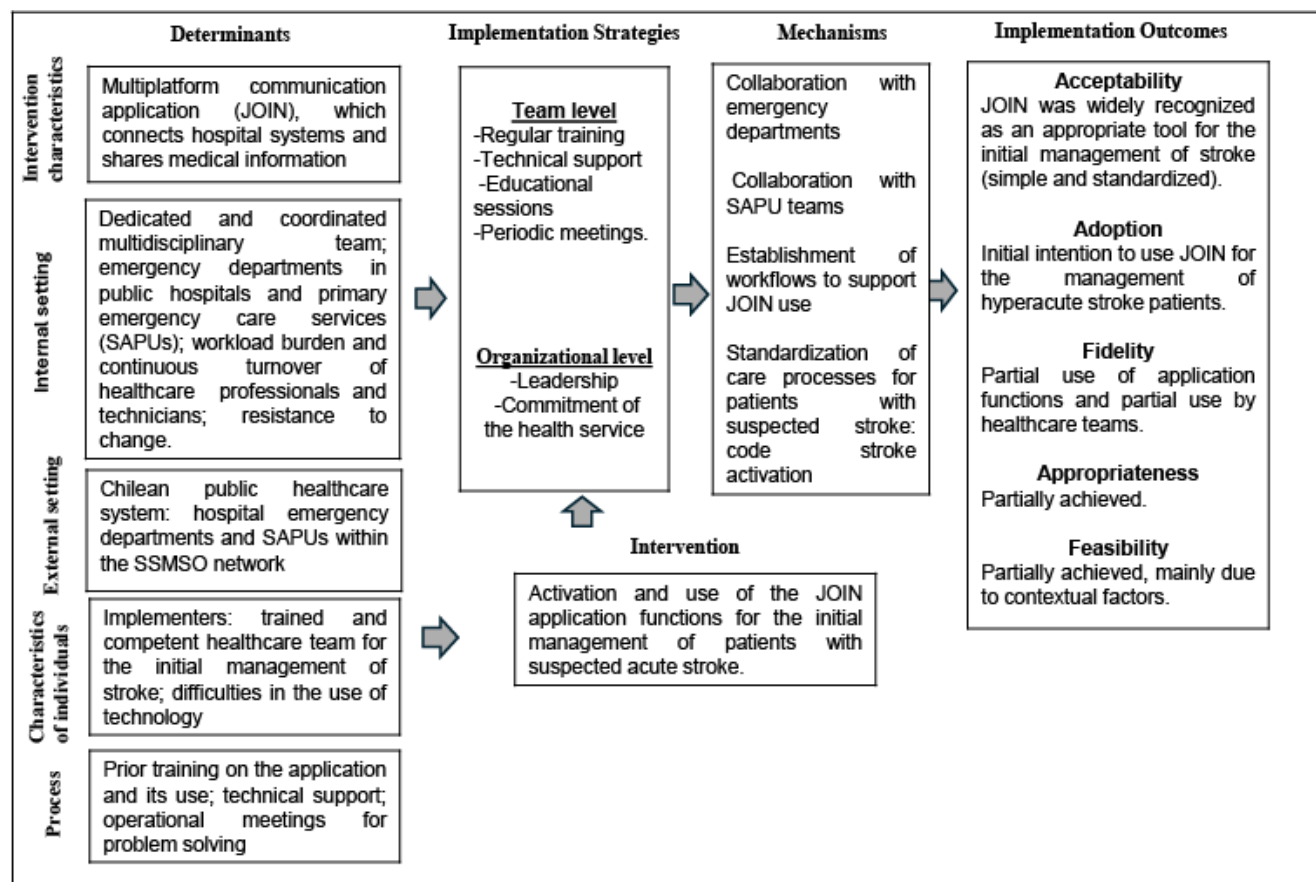 Determinants
Implementation Strategies
Mechanisms
Implementation Outcomes
Intervention
characteristics
Multiplatform communication
application (JOIN), which
connects hospital systems and
shares medical information
Internal setting
Dedicated and coordinated
multidisciplinary team;
emergency departments in
public hospitals and primary
emergency care services
(SAPUs); workload burden and
continuous turnover of
healthcare professionals and
technicians; resistance to
change.
External setting
Chilean public healthcare
system: hospital emergency
departments and SAPUs within
the SSMSO network
Characteristics
of individuals
Implementers: trained and
competent healthcare team for
the initial management of
stroke; difficulties in the use of
technology
Process
Prior training on the application
and its use; technical support;
operational meetings for
problem solving
Team level
-Regular training
-Technical support
-Educational
sessions
-Periodic meetings.
Organizational level
-Leadership
-Commitment of
the health service
Intervention
Activation and use of the JOIN
application functions for the initial
management of patients with
suspected acute stroke.
Collaboration with
emergency
departments
Collaboration with
SAPU teams
Establishment of
workflows to support
JOIN use
Standardization of
care processes for
patients with
suspected stroke:
code stroke
activation
Acceptability
JOIN was widely recognized
as an appropriate tool for the
initial management of stroke
(simple and standardized).
Adoption
Initial intention to use JOIN for
the management of
hyperacute stroke patients.
Fidelity
Partial use of application
functions and partial use by
healthcare teams.
Appropriateness
Partially achieved.
Feasibility
Partially achieved, mainly due
to contextual factors.